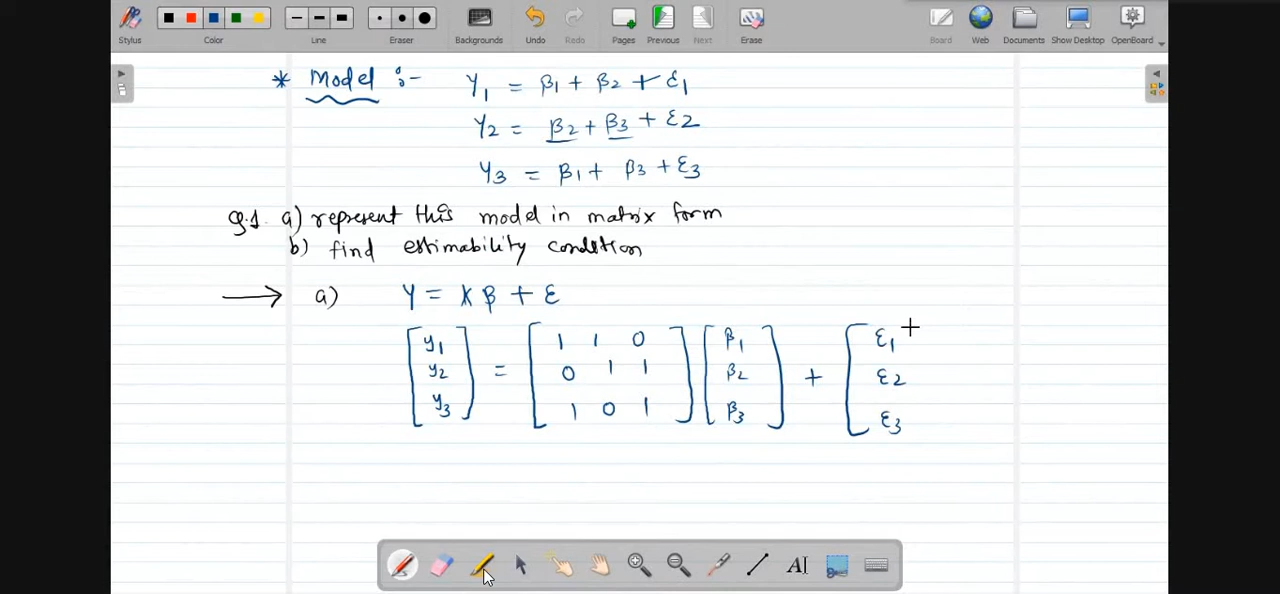 Stylus Color Line Eraser Backgrounds Undo Redo Pages Previous Next Erase Board Web Documents Show Desktop OpenBoard
* Model :- Y1 = β1 + β2 + ε1
Y2 = β2 + β3 + ε2
Y3 = β1 + β3 + ε3
Q.1. a) represent this model in matrix form
b) find estimability condition
→ a) Y = Xβ + ε
[y1 y2 y3] = [1 1 0 0 1 1 1 0 1] [β1 β2 β3] + [ε1 ε2 ε3
AI